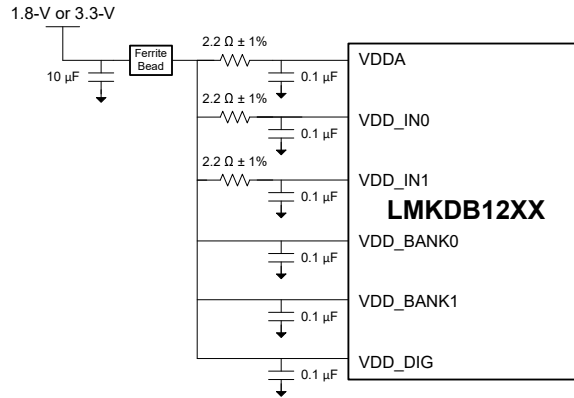 1.8-V or 3.3-V
Ferrite
Bead
10 µF
2.2 Ω ± 1%
0.1 µF
VDDA
2.2 Ω ± 1%
0.1 µF
VDD_IN0
2.2 Ω ± 1%
0.1 µF
VDD_IN1
LMKDB12XX
0.1 µF
VDD_BANK0
0.1 µF
VDD_BANK1
0.1 µF
VDD_DIG